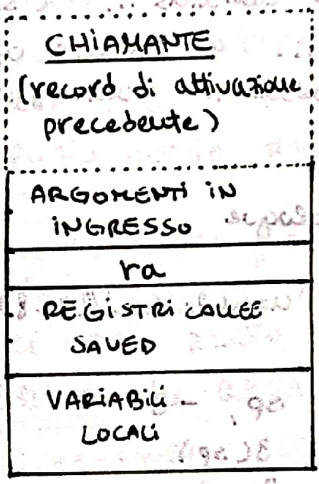 CHIAMANTE
(record di attivazione
precedente)
ARGOMENTI IN
INGRESSO
ra
REGISTRI CALLEE
SAVED
VARIABILI
LOCALI